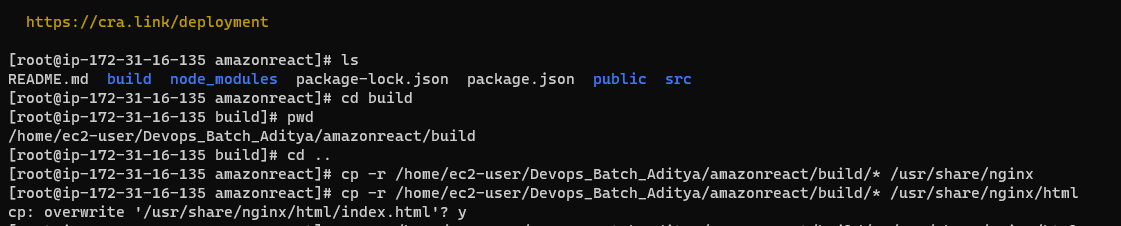 https://cra.link/deployment
[root@ip-172-31-16-135 amazonreact]# ls
README.md build node_modules package-lock.json package.json public src
[root@ip-172-31-16-135 amazonreact]# cd build
[root@ip-172-31-16-135 build]# pwd
/home/ec2-user/Devops_Batch_Aditya/amazonreact/build
[root@ip-172-31-16-135 build]# cd ..
[root@ip-172-31-16-135 amazonreact]# cp -r /home/ec2-user/Devops_Batch_Aditya/amazonreact/build/* /usr/share/nginx
[root@ip-172-31-16-135 amazonreact]# cp -r /home/ec2-user/Devops_Batch_Aditya/amazonreact/build/* /usr/share/nginx/html
cp: overwrite '/usr/share/nginx/html/index.html'? y